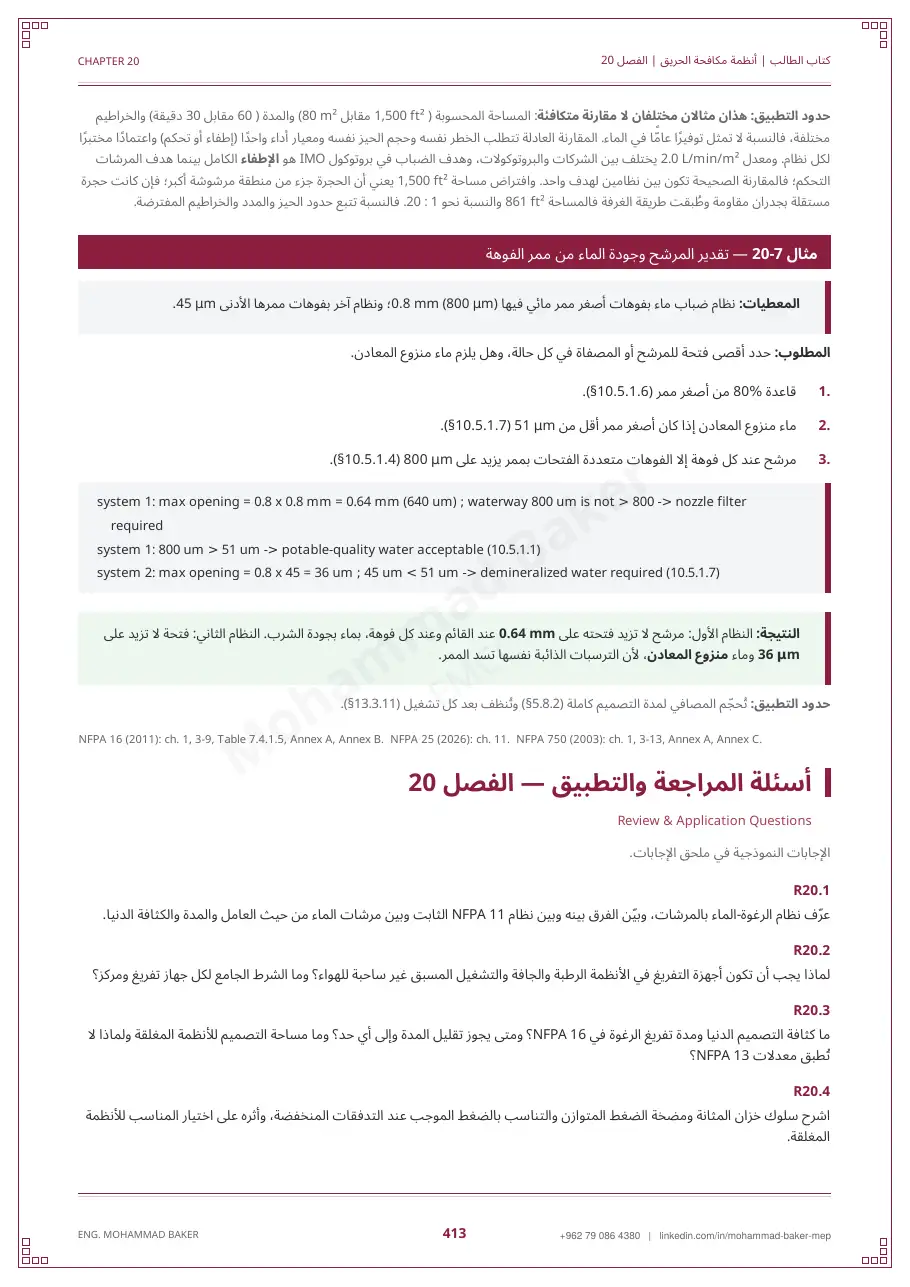 كتاب الطالب | أنظمة مكافحة الحريق | الفصل 20
CHAPTER 20
حدود التطبيق: هذان مثالان مختلفان لا مقارنة متكافئة: المساحة المحسوبة ( 1,500 ft² مقابل 80 m²) والمدة ( 60 مقابل 30 دقيقة) والخراطيم
مختلفة، فالنسبة لا تمثل توفيرًا عامًّا في الماء. المقارنة العادلة تتطلب الخطر نفسه وحجم الحيز نفسه ومعيار أداء واحدًا (إطفاء أو تحكم) واعتمادًا مختبرًا
لكل نظام. ومعدل 2.0 L/min/m² يختلف بين الشركات والبروتوكولات، وهدف الضباب في بروتوكول IMO هو الإطفاء الكامل بينما هدف المرشات
التحكم؛ فالمقارنة الصحيحة تكون بين نظامين لهدف واحد. وافتراض مساحة 1,500 ft² يعني أن الحجرة جزء من منطقة مرشوشة أكبر؛ فإن كانت حجرة
مستقلة بجدران مقاومة وطُبقت طريقة الغرفة فالمساحة 861 ft² والنسبة نحو 1 : 20. فالنسبة تتبع حدود الحيز والمدد والخراطيم المفترضة.
مثال 7-20 — تقدير المرشح وجودة الماء من ممر الفوهة
المعطيات: نظام ضباب ماء بفوهات أصغر ممر مائي فيها 0.8 mm (800 µm)؛ ونظام آخر بفوهات ممرها الأدنى 45 µm.
المطلوب: حدد أقصى فتحة للمرشح أو المصفاة في كل حالة، وهل يلزم ماء منزوع المعادن.
1. قاعدة 80% من أصغر ممر (§10.5.1.6).
2. ماء منزوع المعادن إذا كان أصغر ممر أقل من 51 µm (§10.5.1.7).
3. مرشح عند كل فوهة إلا الفوهات متعددة الفتحات بممر يزيد على 800 µm (§10.5.1.4).
system 1: max opening = 0.8 x 0.8 mm = 0.64 mm (640 um) ; waterway 800 um is not > 800 -> nozzle filter
required
system 1: 800 um > 51 um -> potable-quality water acceptable (10.5.1.1)
system 2: max opening = 0.8 x 45 = 36 um ; 45 um < 51 um -> demineralized water required (10.5.1.7)
النتيجة: النظام الأول: مرشح لا تزيد فتحته على 0.64 mm عند القائم وعند كل فوهة، بماء بجودة الشرب. النظام الثاني: فتحة لا تزيد على
36 µm وماء منزوع المعادن، لأن الترسبات الذائبة نفسها تسد الممر.
حدود التطبيق: تُحجّم المصافي لمدة التصميم كاملة (§5.8.2) وتُنظف بعد كل تشغيل (§13.3.11).
NFPA 16 (2011): ch. 1, 3-9, Table 7.4.1.5, Annex A, Annex B. NFPA 25 (2026): ch. 11. NFPA 750 (2003): ch. 1, 3-13, Annex A, Annex C.
أسئلة المراجعة والتطبيق — الفصل 20
Review & Application Questions
الإجابات النموذجية في ملحق الإجابات.
R20.1
عرّف نظام الرغوة-الماء بالمرشات، وبيّن الفرق بينه وبين نظام NFPA 11 الثابت وبين مرشات الماء من حيث العامل والمدة والكثافة الدنيا.
R20.2
لماذا يجب أن تكون أجهزة التفريغ في الأنظمة الرطبة والجافة والتشغيل المسبق غير ساحبة للهواء؟ وما الشرط الجامع لكل جهاز تفريغ ومركز؟
R20.3
ما كثافة التصميم الدنيا ومدة تفريغ الرغوة في NFPA 16؟ ومتى يجوز تقليل المدة وإلى أي حد؟ وما مساحة التصميم للأنظمة المغلقة ولماذا لا
تُطبق معدلات NFPA 13؟
R20.4
اشرح سلوك خزان المثانة ومضخة الضغط المتوازن والتناسب بالضغط الموجب عند التدفقات المنخفضة، وأثره على اختيار المناسب للأنظمة
المغلقة.
Mohammad Baker
ENG. MOHAMMAD BAKER
413
+962 79 086 4380 | linkedin.com/in/mohammad-baker-mep